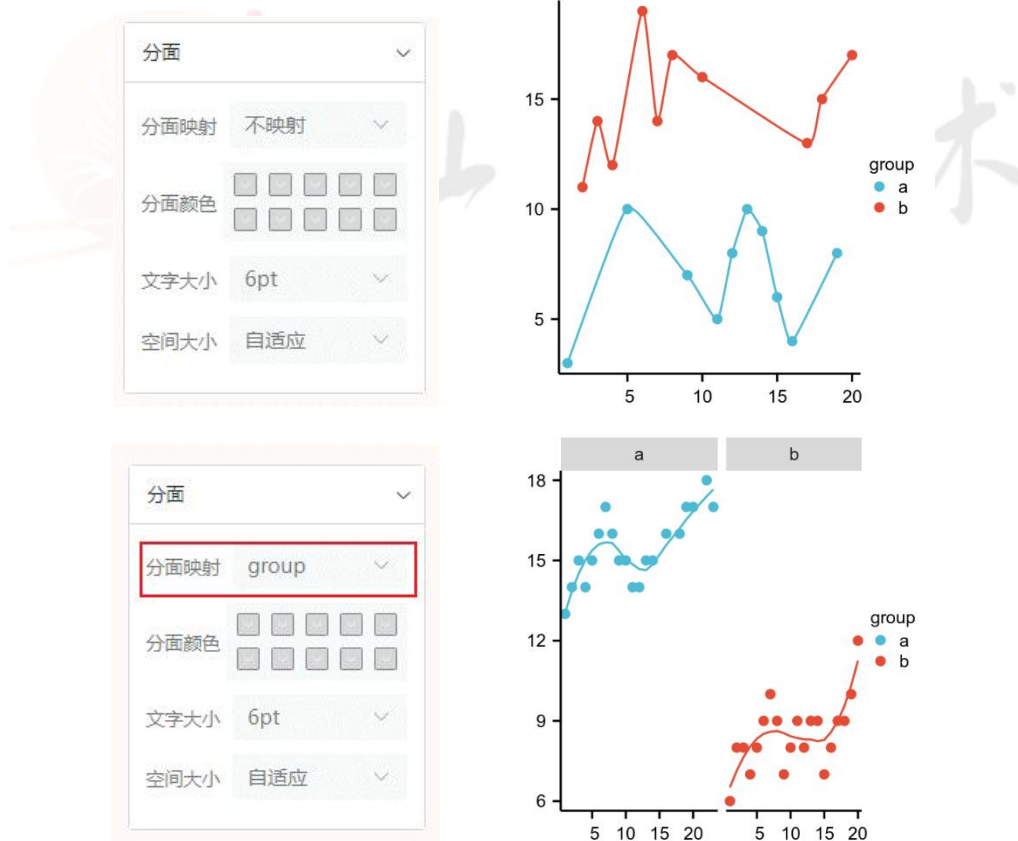 分面
分面映射 不映射
分面颜色
文字大小 6pt
空间大小 自适应
15
10
5
5 10 15 20
group
a
b
山
术
分面
分面映射 group
分面颜色
文字大小 6pt
空间大小 自适应
a b
18
15
12
9
6
5 10 15 20 5 10 15 20
group
a
b